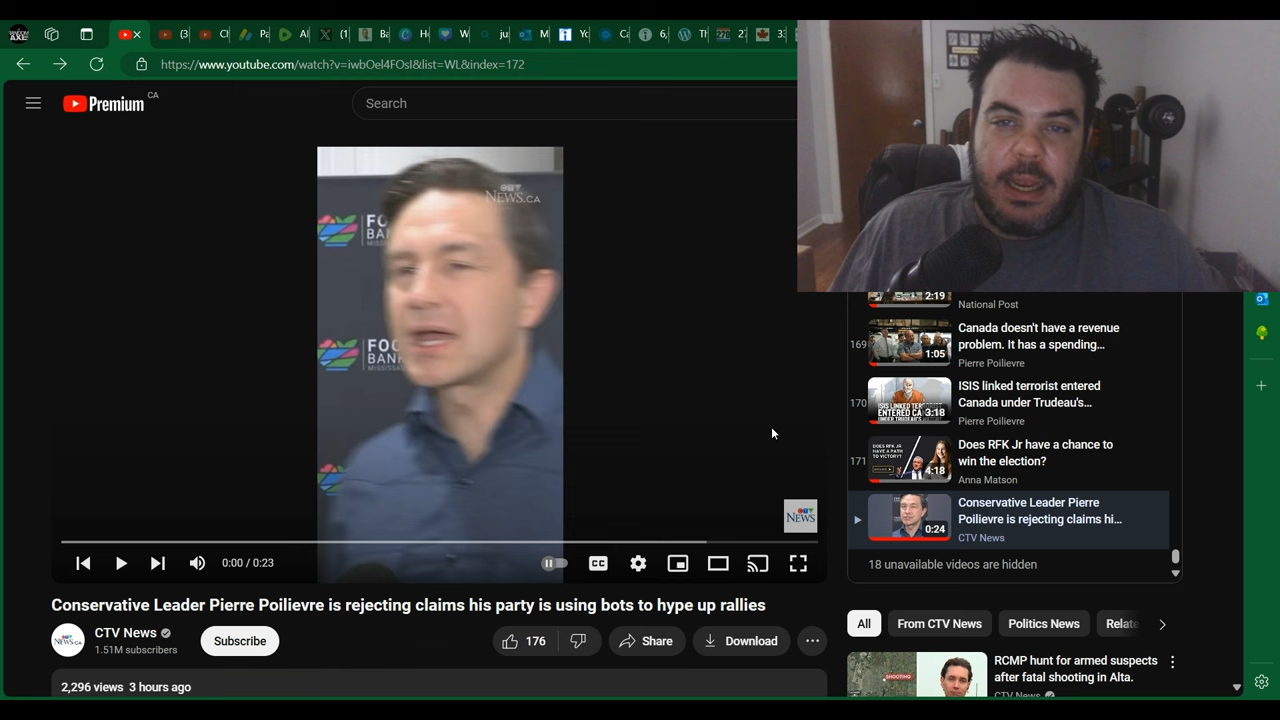 https://www.youtube.com/watch?v=iwbOel4FOsI&list=WL&index=172
Premium
CA
Search
NEWS.CA
2:19
National Post
169
Canada doesn't have a revenue
problem. It has a spending...
1:05
Pierre Poilievre
170
ISIS linked terrorist entered
Canada under Trudeau's...
3:18
Pierre Poilievre
171
Does RFK Jr have a chance to
win the election?
4:18
Anna Matson
Conservative Leader Pierre
Poilievre is rejecting claims hi...
0:24
CTV News
18 unavailable videos are hidden
NEWS
0:00 / 0:23
CC
Conservative Leader Pierre Poilievre is rejecting claims his party is using bots to hype up rallies
CTV News
1.51M subscribers
Subscribe
176
Share
Download
2,296 views 3 hours ago
All
From CTV News
Politics News
Relate
RCMP hunt for armed suspects
after fatal shooting in Alta.
CTV News